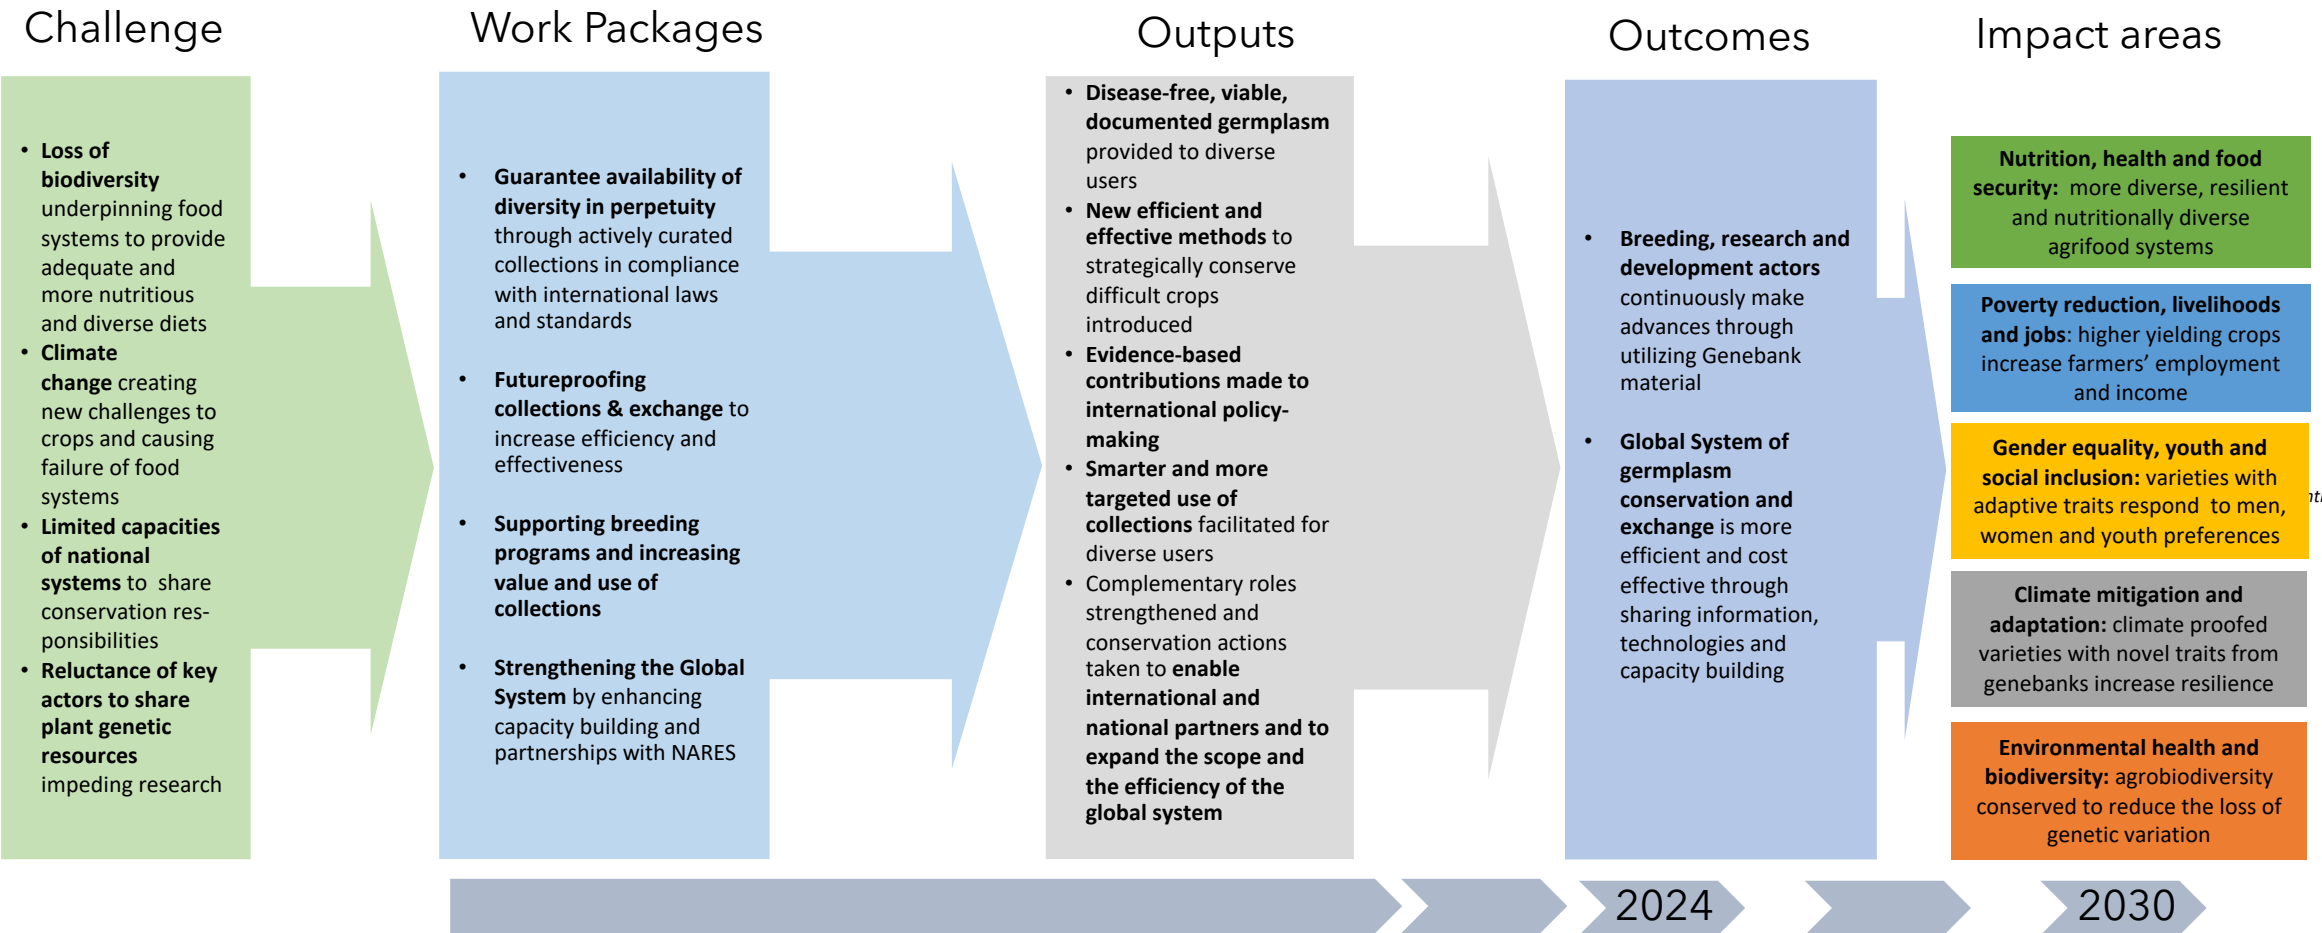 Challenge
• Loss of
biodiversity
underpinning food
systems to provide
adequate and
more nutritious
and diverse diets
• Climate
change creating
new challenges to
crops and causing
failure of food
systems
• Limited capacities
of national
systems to share
conservation res-
ponsibilities
• Reluctance of key
actors to share
plant genetic
resources
impeding research
Work Packages
• Guarantee availability of
diversity in perpetuity
through actively curated
collections in compliance
with international laws
and standards
• Futureproofing
collections & exchange to
increase efficiency and
effectiveness
• Supporting breeding
programs and increasing
value and use of
collections
• Strengthening the Global
System by enhancing
capacity building and
partnerships with NARES
Outputs
• Disease-free, viable,
documented germplasm
provided to diverse
users
• New efficient and
effective methods to
strategically conserve
difficult crops
introduced
• Evidence-based
contributions made to
international policy-
making
• Smarter and more
targeted use of
collections facilitated for
diverse users
• Complementary roles
strengthened and
conservation actions
taken to enable
international and
national partners and to
expand the scope and
the efficiency of the
global system
Outcomes
• Breeding, research and
development actors
continuously make
advances through
utilizing Genebank
material
• Global System of
germplasm
conservation and
exchange is more
efficient and cost
effective through
sharing information,
technologies and
capacity building
Impact areas
Nutrition, health and food
security: more diverse, resilient
and nutritionally diverse
agrifood systems
Poverty reduction, livelihoods
and jobs: higher yielding crops
increase farmers’ employment
and income
Gender equality, youth and
social inclusion: varieties with
adaptive traits respond to men,
women and youth preferences
Climate mitigation and
adaptation: climate proofed
varieties with novel traits from
genebanks increase resilience
Environmental health and
biodiversity: agrobiodiversity
conserved to reduce the loss of
genetic variation
2024
2030